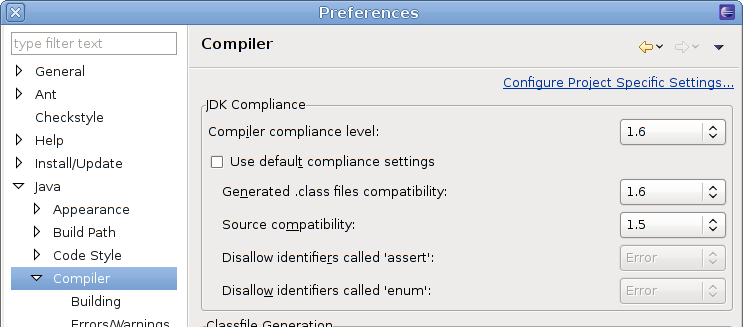 Preferences
type filter text
General
Ant
Checkstyle
Help
Install/Update
Java
Appearance
Build Path
Code Style
Compiler
Building
Errors/Warnings
Compiler
Configure Project Specific Settings...
JDK Compliance
Compiler compliance level: 1.6
Use default compliance settings
Generated .class files compatibility: 1.6
Source compatibility: 1.5
Disallow identifiers called 'assert': Error
Disallow identifiers called 'enum': Error
Classfile Generation